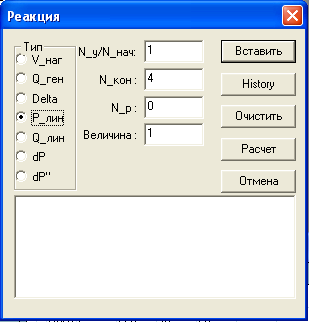 Реакция
Тип
V_наг
Q_ген
Delta
P_лин
Q_лин
dP
dP"
N_у/N_нач: 1
N_кон : 4
N_р : 0
Величина : 1
Вставить
History
Очистить
Расчет
Отмена